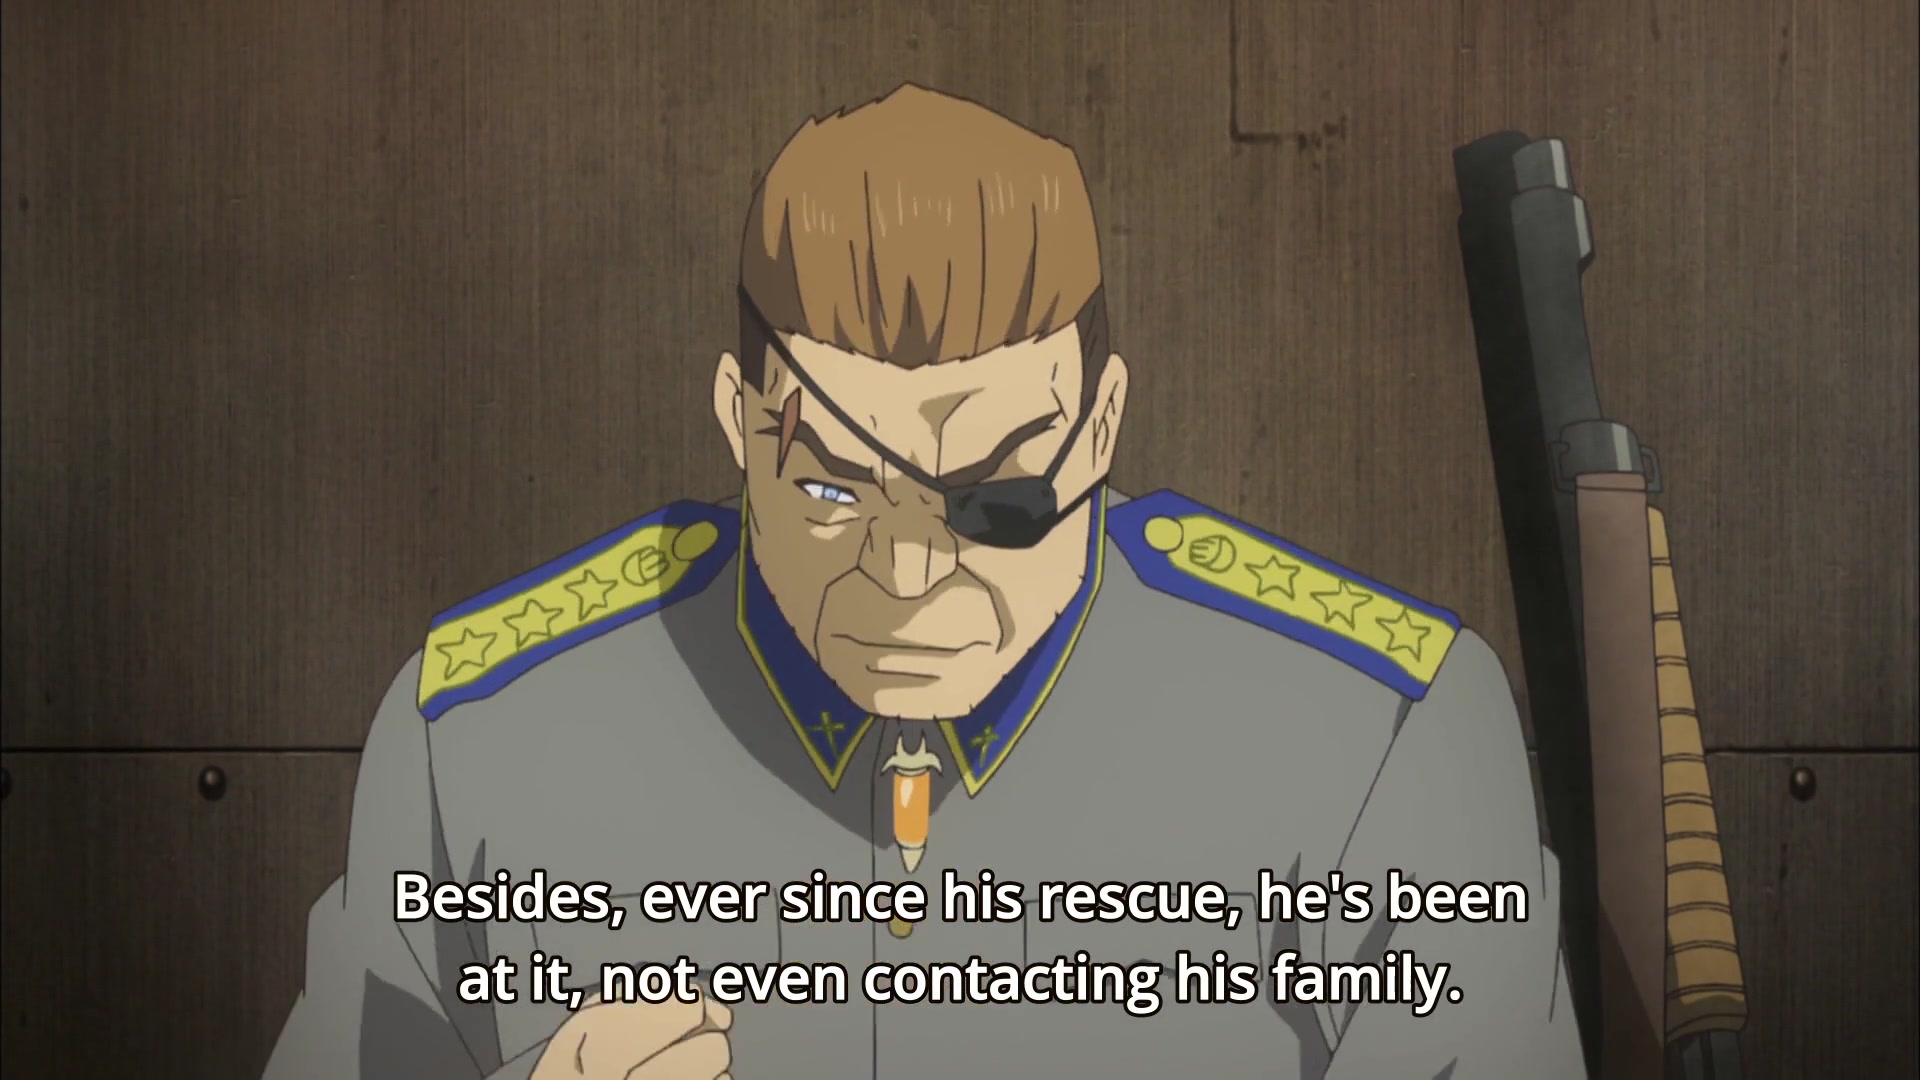 Besides, ever since his rescue, he's been
at it, not even contacting his family.